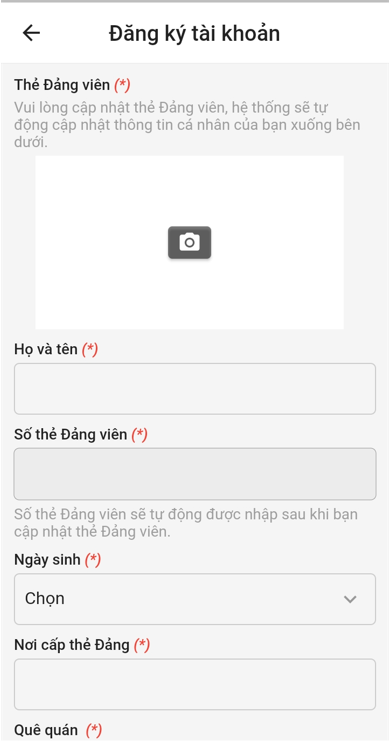 Đăng ký tài khoản
Thẻ Đảng viên (*)
Vui lòng cập nhật thẻ Đảng viên, hệ thống sẽ tự
động cập nhật thông tin cá nhân của bạn xuống bên
dưới.
Họ và tên (*)
Số thẻ Đảng viên (*)
Số thẻ Đảng viên sẽ tự động được nhập sau khi bạn
cập nhật thẻ Đảng viên.
Ngày sinh (*)
Chọn
Nơi cấp thẻ Đảng (*)
Quê quán (*)